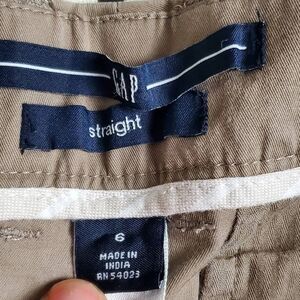 GAP
straight
6
MADE IN
INDIA
RN 54023